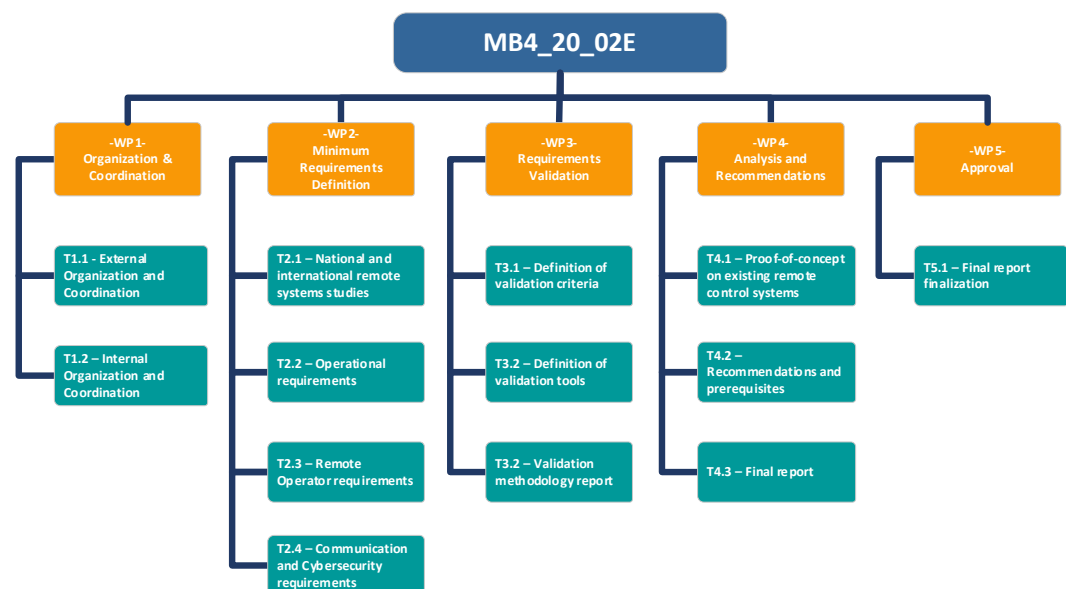 MB4_20_02E
-WP1-
Organization &
Coordination
T1.1 - External
Organization and
Coordination
T1.2 – Internal
Organization and
Coordination
-WP2-
Minimum
Requirements
Definition
T2.1 – National and
international remote
systems studies
T2.2 – Operational
requirements
T2.3 – Remote
Operator requirements
T2.4 – Communication
and Cybersecurity
requirements
-WP3-
Requirements
Validation
T3.1 – Definition of
validation criteria
T3.2 – Definition of
validation tools
T3.2 – Validation
methodology report
-WP4-
Analysis and
Recommendations
T4.1 – Proof-of-concept
on existing remote
control systems
T4.2 –
Recommendations and
prerequisites
T4.3 – Final report
-WP5-
Approval
T5.1 – Final report
finalization